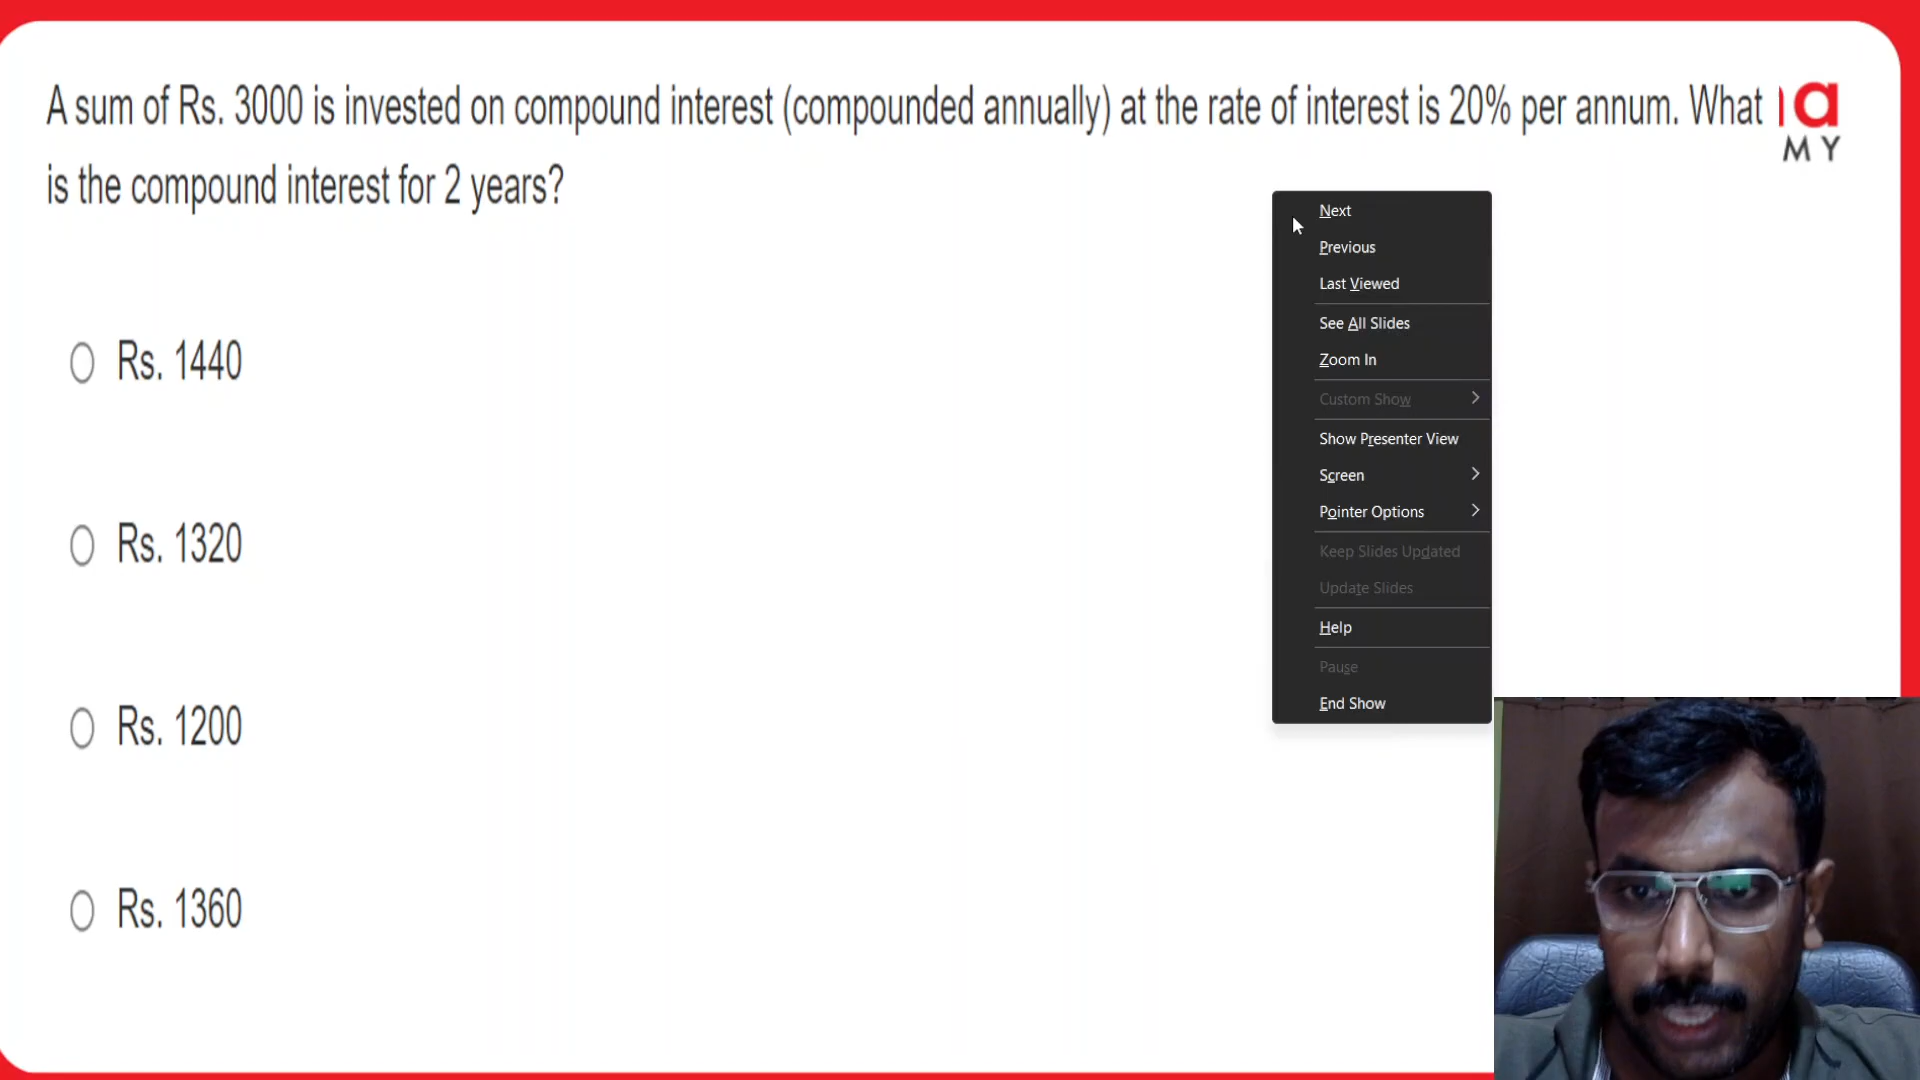 A sum of Rs. 3000 is invested on compound interest (compounded annually) at the rate of interest is 20% per annum. What
is the compound interest for 2 years?
a
MY
Rs. 1440
Rs. 1320
Rs. 1200
Rs. 1360
Next
Previous
Last Viewed
See All Slides
Zoom In
Custom Show
Show Presenter View
Screen
Pointer Options
Keep Slides Updated
Update Slides
Help
Pause
End Show